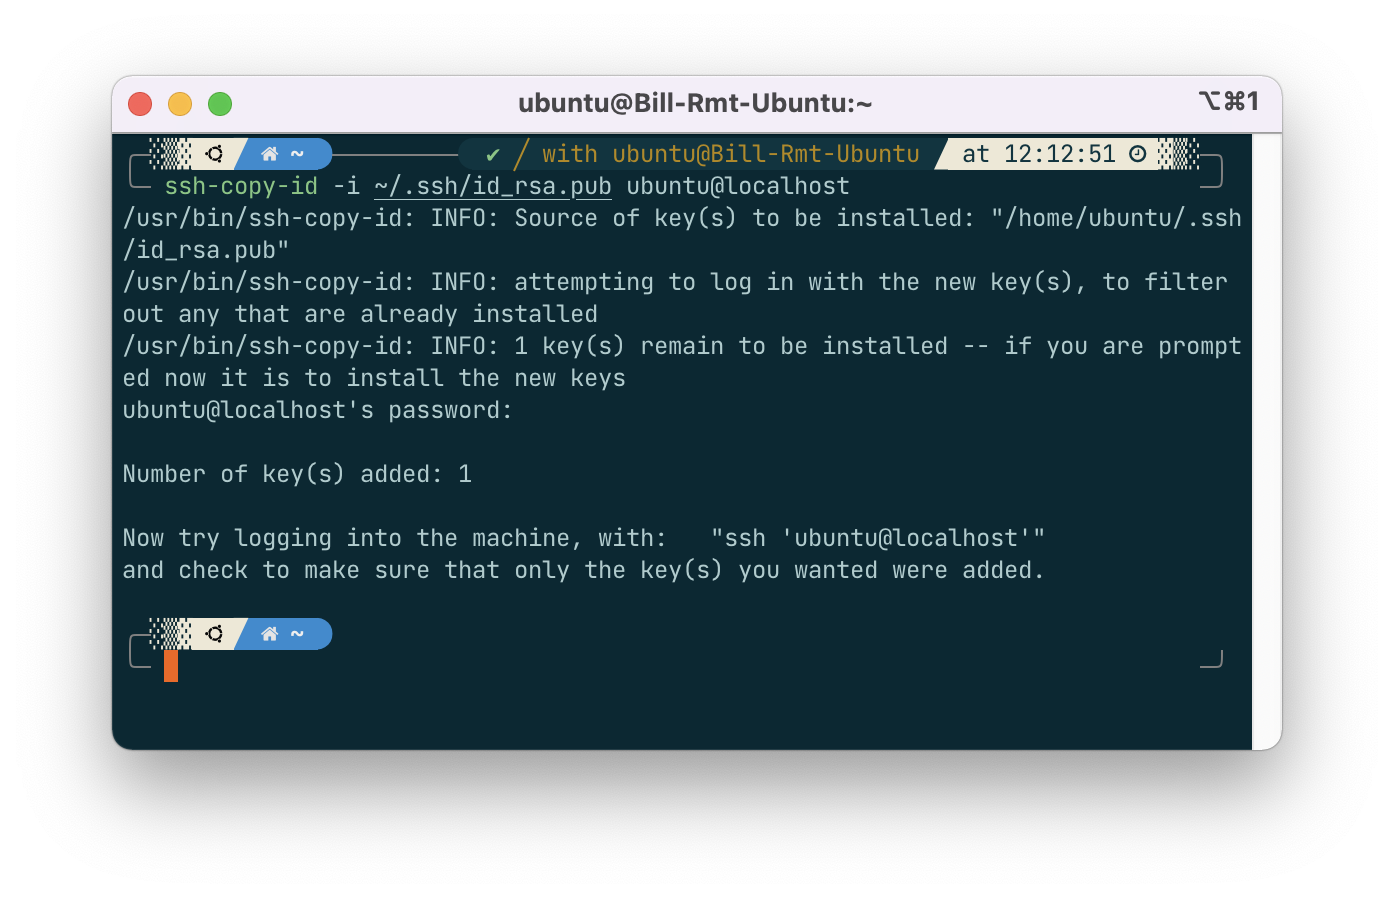 ubuntu@Bill-Rmt-Ubuntu:~ ⌥⌘1
~ ✔ with ubuntu@Bill-Rmt-Ubuntu at 12:12:51
ssh-copy-id -i ~/.ssh/id_rsa.pub ubuntu@localhost
/usr/bin/ssh-copy-id: INFO: Source of key(s) to be installed: "/home/ubuntu/.ssh
/id_rsa.pub"
/usr/bin/ssh-copy-id: INFO: attempting to log in with the new key(s), to filter
out any that are already installed
/usr/bin/ssh-copy-id: INFO: 1 key(s) remain to be installed -- if you are prompt
ed now it is to install the new keys
ubuntu@localhost's password:
Number of key(s) added: 1
Now try logging into the machine, with:   "ssh 'ubuntu@localhost'"
and check to make sure that only the key(s) you wanted were added.
~